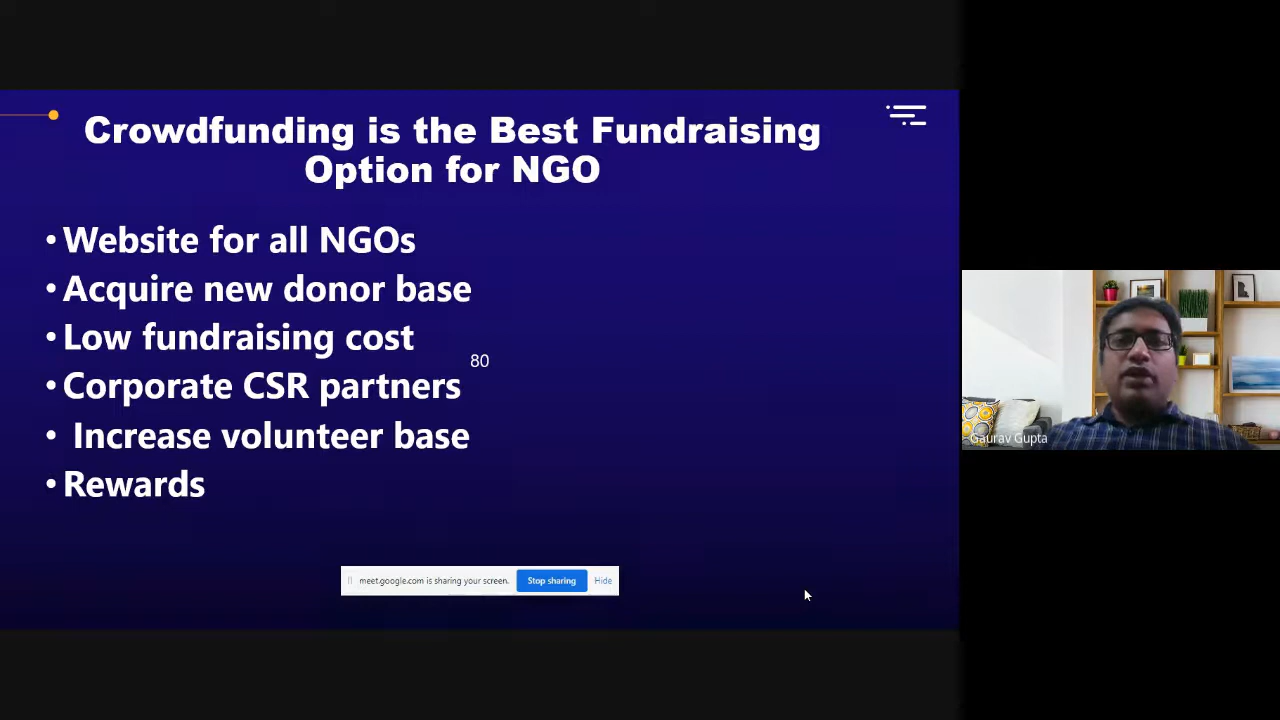 Crowdfunding is the Best Fundraising
Option for NGO
• Website for all NGOs
• Acquire new donor base
• Low fundraising cost
80
• Corporate CSR partners
• Increase volunteer base
• Rewards
meet.google.com is sharing your screen. Stop sharing Hide
Gaurav Gupta